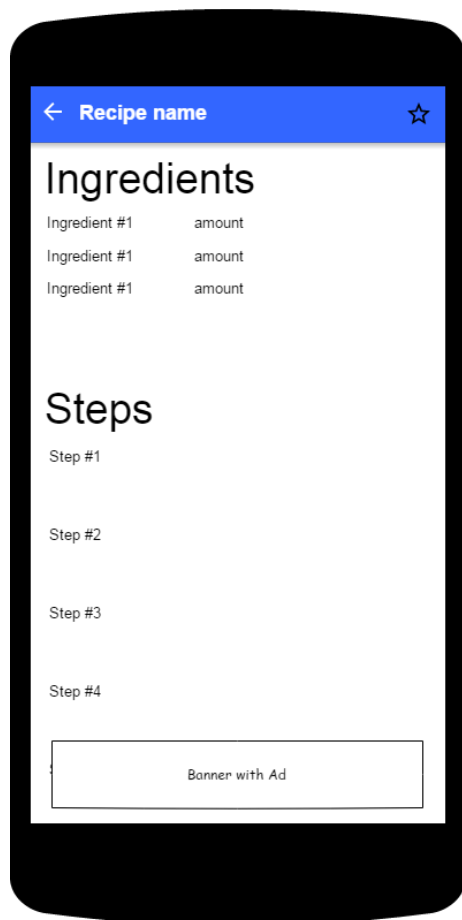 Recipe name
Ingredients
Ingredient #1 amount
Ingredient #1 amount
Ingredient #1 amount
Steps
Step #1
Step #2
Step #3
Step #4
Banner with Ad